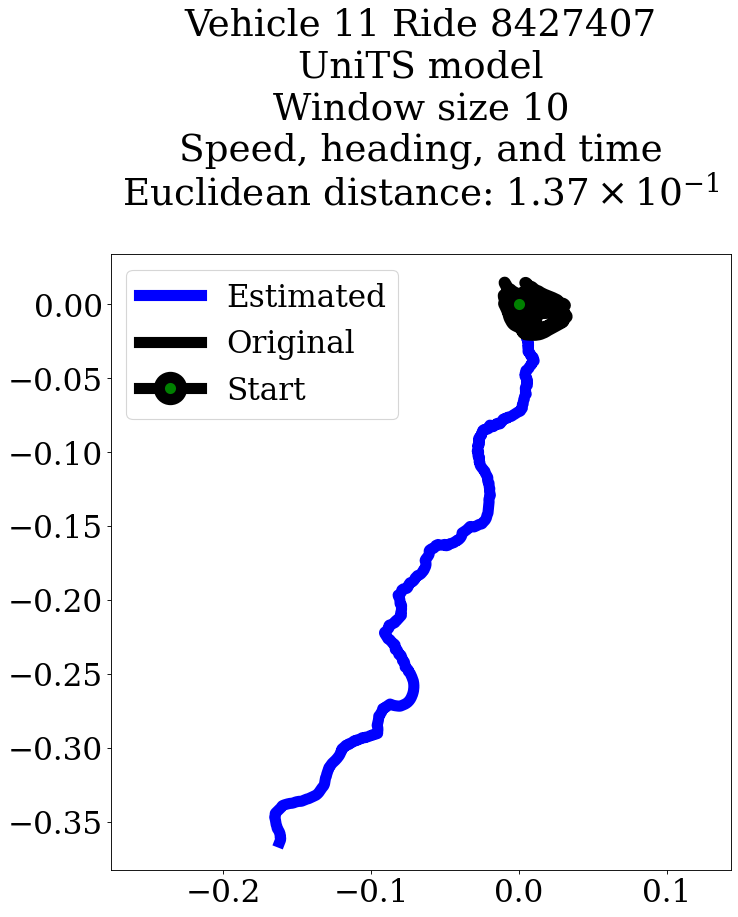 Vehicle 11 Ride 8427407
UniTS model
Window size 10
Speed, heading, and time
Euclidean distance: 1.37 × 10⁻¹
Estimated
Original
Start
0.00
−0.05
−0.10
−0.15
−0.20
−0.25
−0.30
−0.35
−0.2
−0.1
0.0
0.1